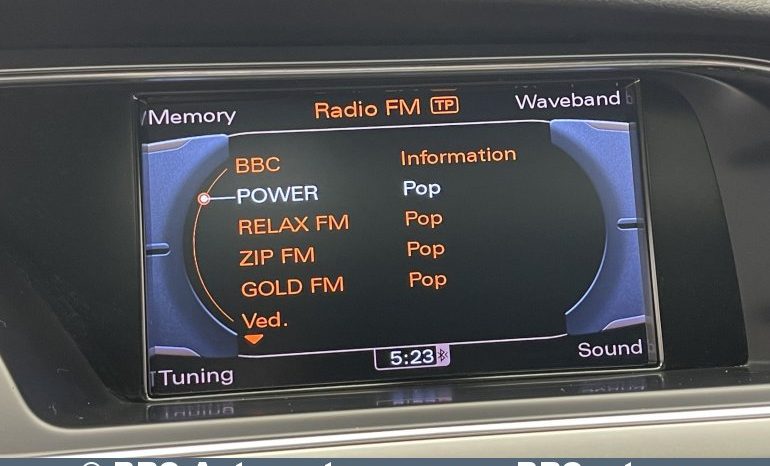 Memory
Radio FM TP
Waveband
BBC Information
POWER Pop
RELAX FM Pop
ZIP FM Pop
GOLD FM Pop
Ved.
5:23
Tuning
Sound